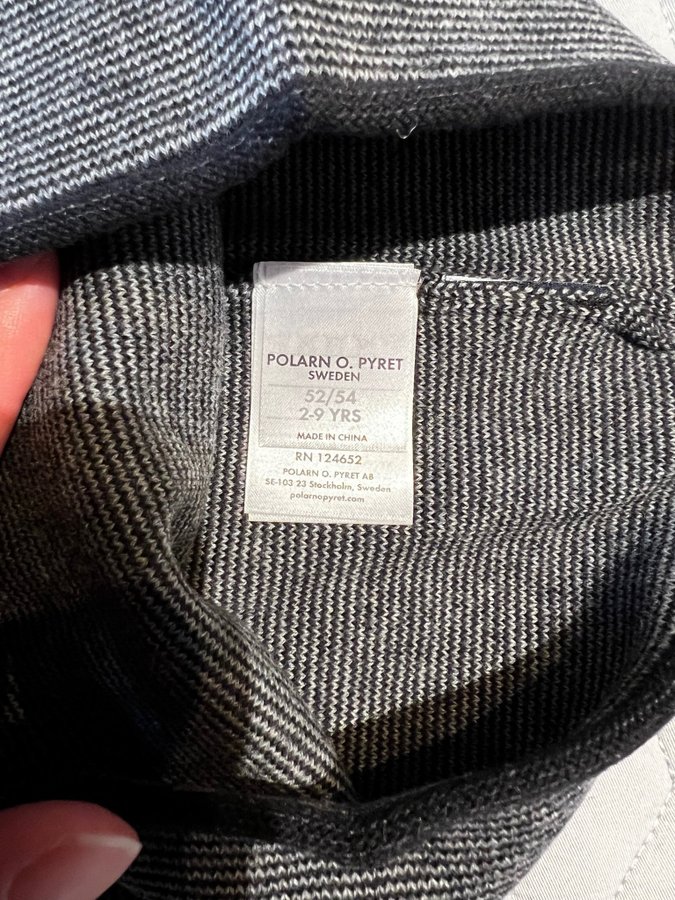 POLARN O. PYRET
SWEDEN
52/54
2-9 YRS
MADE IN CHINA
RN 124652
POLARN O. PYRET AB
SE-103 23 Stockholm, Sweden
polarnopyret.com